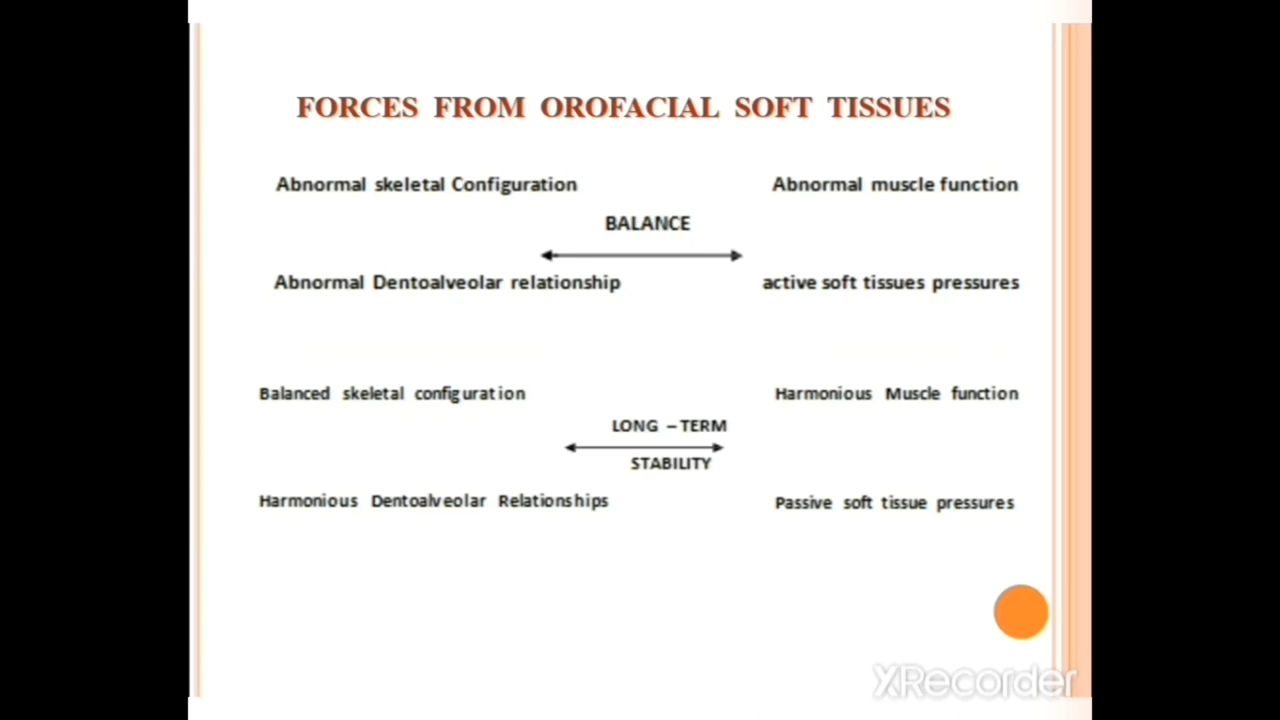 FORCES FROM OROFACIAL SOFT TISSUES
Abnormal skeletal Configuration
Abnormal muscle function
BALANCE
Abnormal Dentoalveolar relationship
active soft tissues pressures
Balanced skeletal configuration
Harmonious Muscle function
LONG – TERM
STABILITY
Harmonious Dentoalveolar Relationships
Passive soft tissue pressures
XRecorder